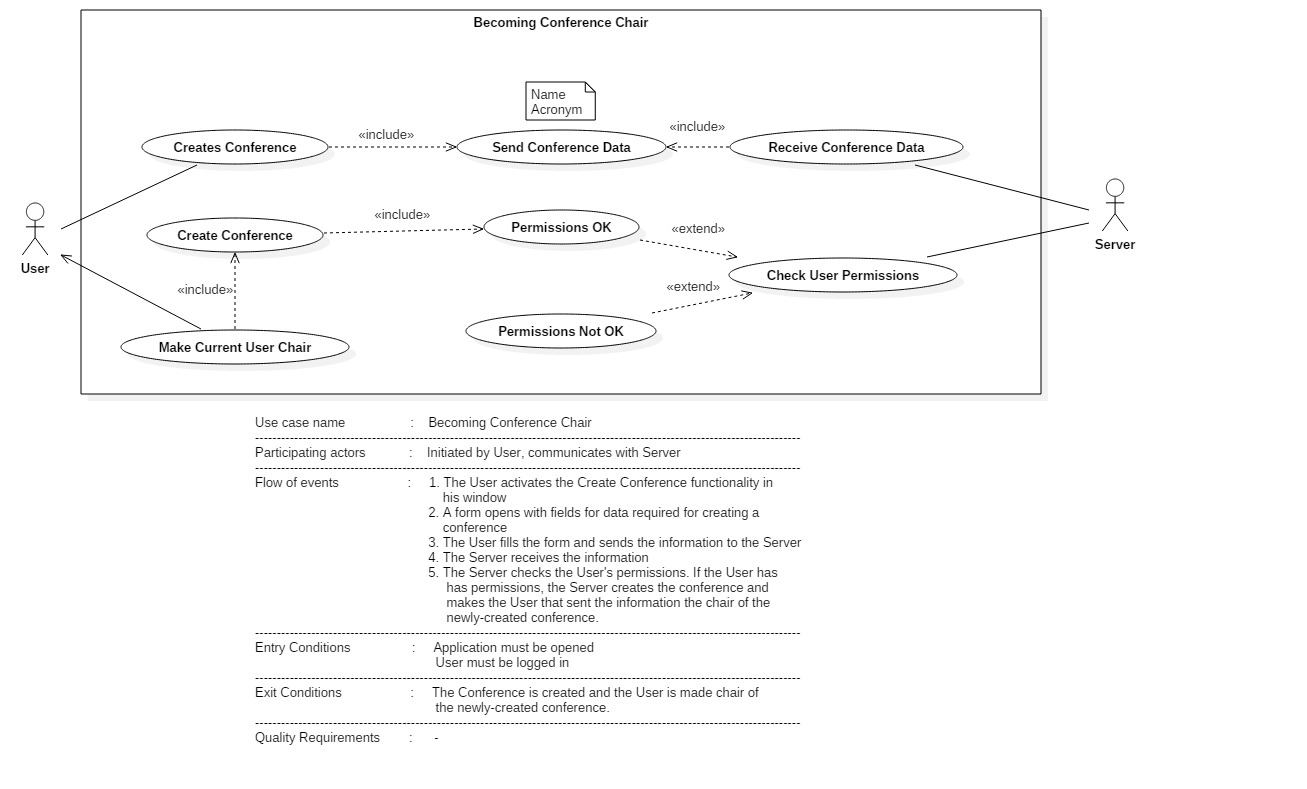 Becoming Conference Chair
Name
Acronym
«include»
«include»
Creates Conference
Send Conference Data
Receive Conference Data
«include»
Permissions OK
«extend»
Create Conference
Server
User
Check User Permissions
«include»
«extend»
Permissions Not OK
Make Current User Chair
Use case name : Becoming Conference Chair
--------------------------------------------------------------------------------
Participating actors : Initiated by User, communicates with Server
--------------------------------------------------------------------------------
Flow of events : 1. The User activates the Create Conference functionality in
his window
2. A form opens with fields for data required for creating a
conference
3. The User fills the form and sends the information to the Server
4. The Server receives the information
5. The Server checks the User's permissions. If the User has
has permissions, the Server creates the conference and
makes the User that sent the information the chair of the
newly-created conference.
--------------------------------------------------------------------------------
Entry Conditions : Application must be opened
User must be logged in
--------------------------------------------------------------------------------
Exit Conditions : The Conference is created and the User is made chair of
the newly-created conference.
--------------------------------------------------------------------------------
Quality Requirements : -